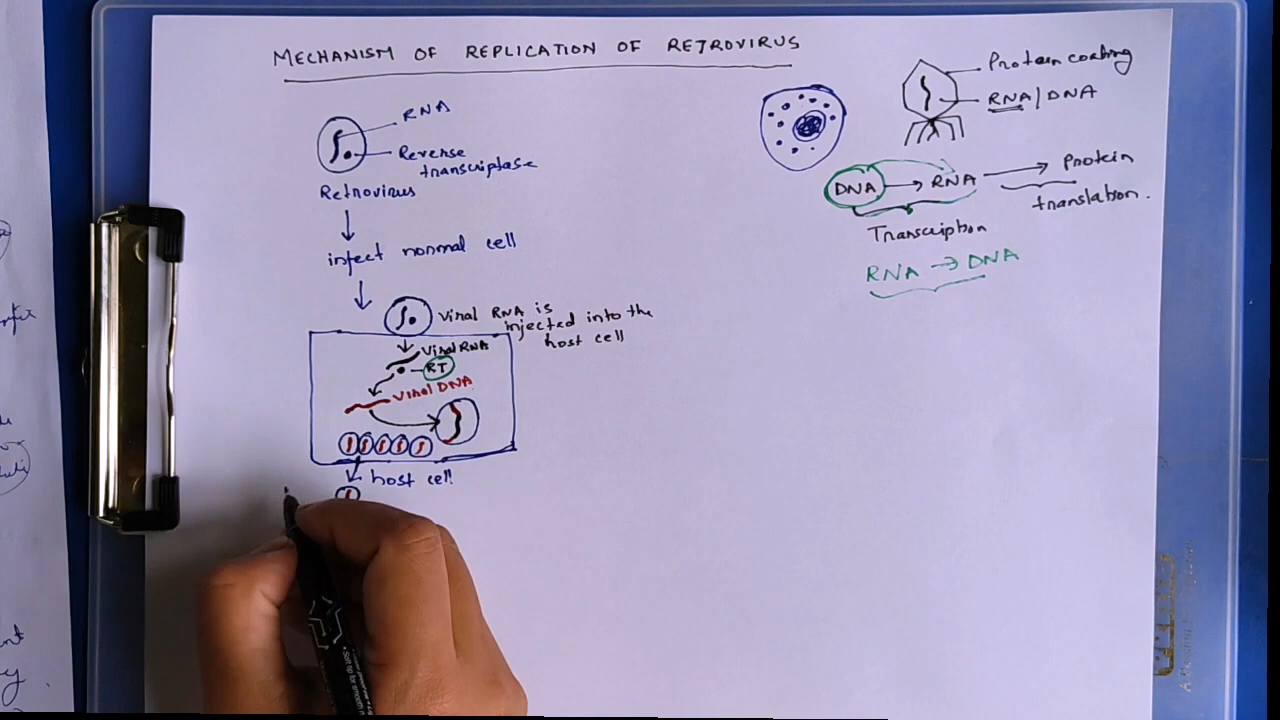 MECHANISM OF REPLICATION OF RETROVIRUS
RNA
Reverse
transcriptase
Retrovirus
infect normal cell
Viral RNA is
injected into the
host cell
Viral RNA
RT
Viral DNA
host cell
Protein coating
RNA/DNA
DNA → RNA → Protein
translation.
Transcription
RNA → DNA